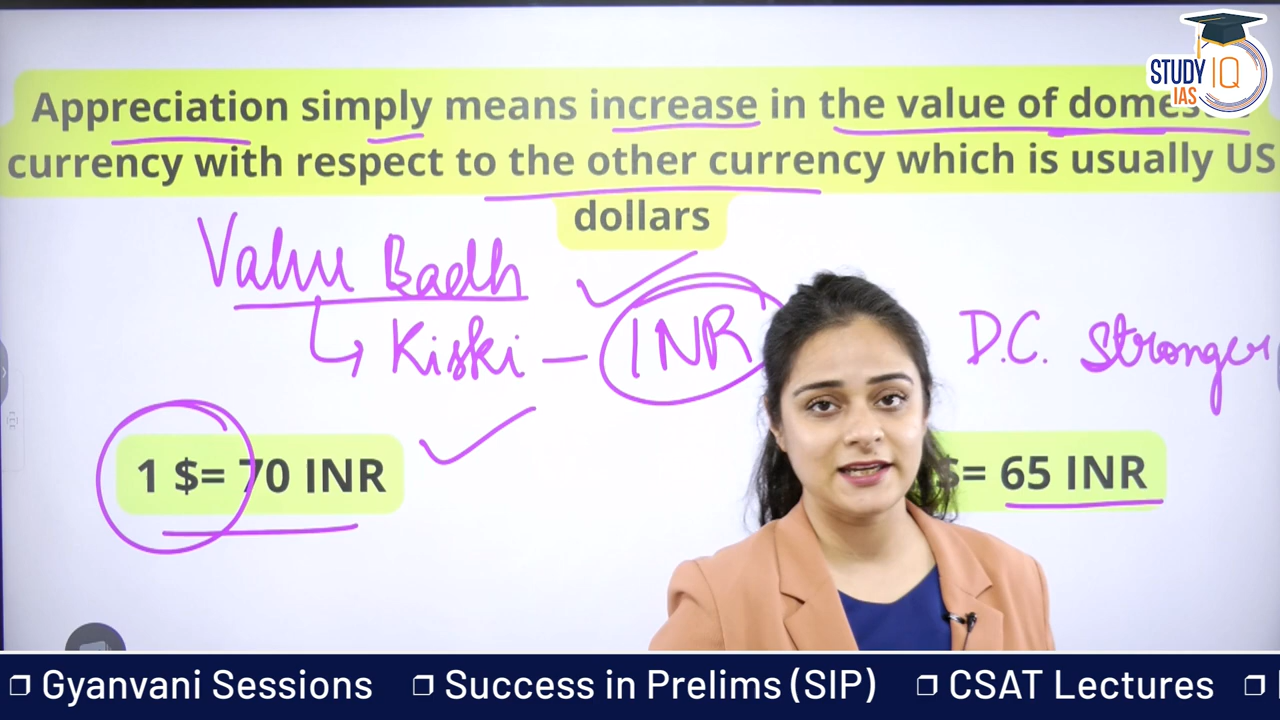 STUDY IQ
IAS
Appreciation simply means increase in the value of
currency with respect to the other currency which is usually US
dollars
Value Badh
Kiski - INR
D.C. Stronger
1 $= 70 INR
$= 65 INR
Gyanvani Sessions Success in Prelims (SIP) CSAT Lectures